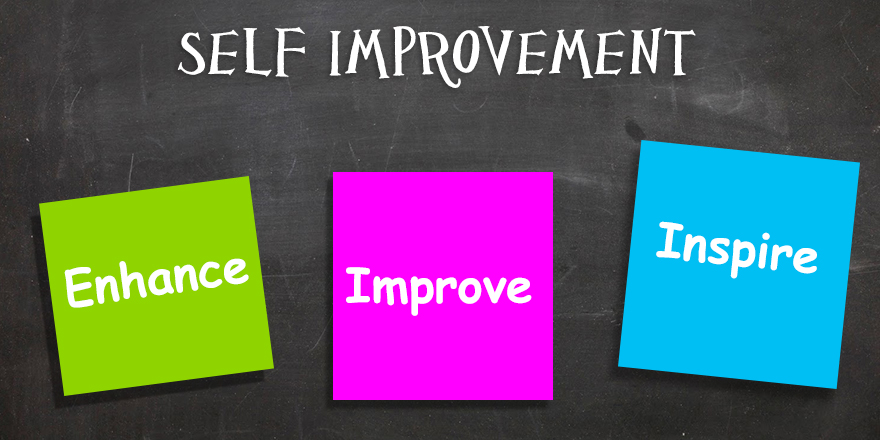 SELF IMPROVEMENT
Enhance
Improve
Inspire